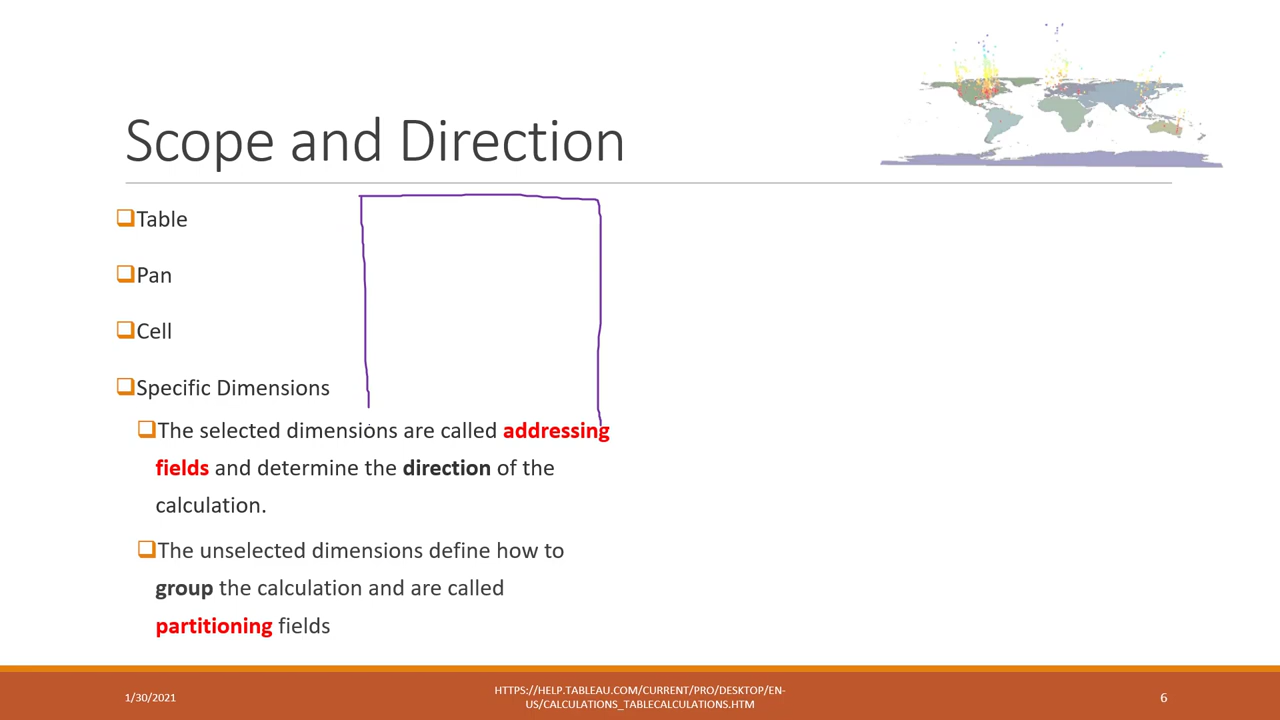 Scope and Direction
❑Table
❑Pan
❑Cell
❑Specific Dimensions
❑The selected dimensions are called addressing
fields and determine the direction of the
calculation.
❑The unselected dimensions define how to
group the calculation and are called
partitioning fields
1/30/2021
HTTPS://HELP.TABLEAU.COM/CURRENT/PRO/DESKTOP/EN-
US/CALCULATIONS_TABLECALCULATIONS.HTM
6